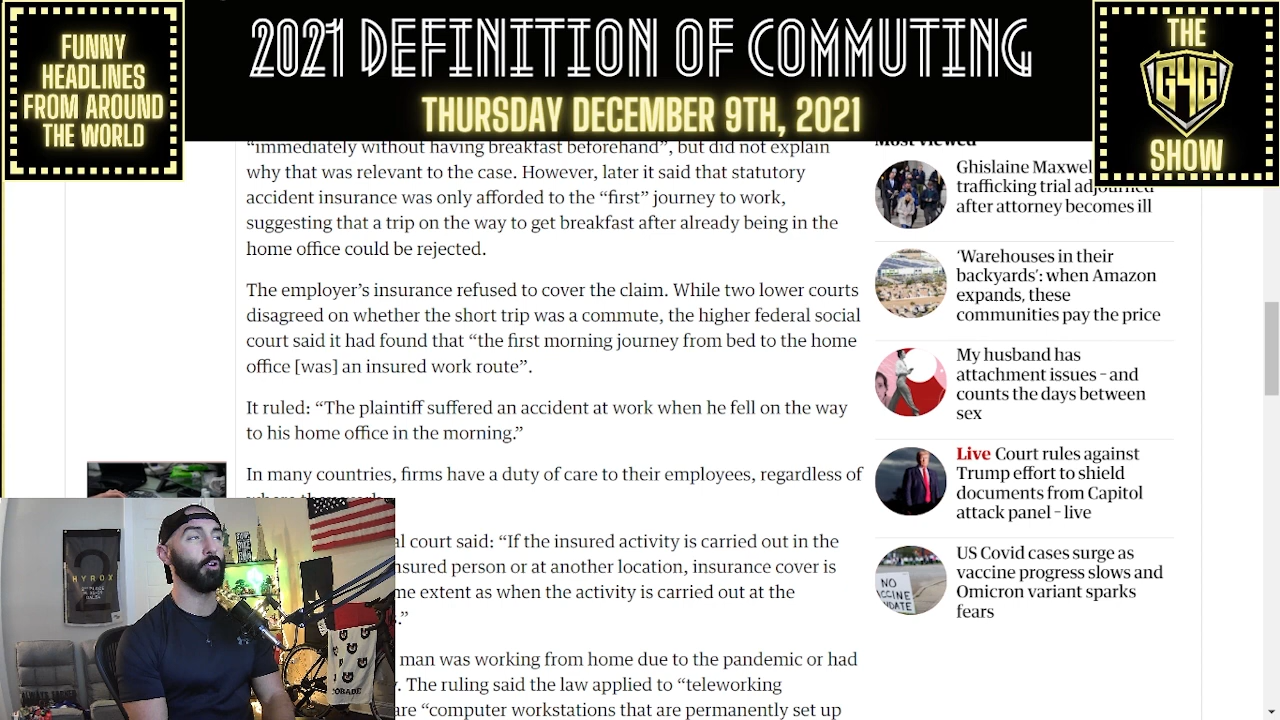 FUNNY
HEADLINES
FROM AROUND
THE WORLD
2021 DEFINITION OF COMMUTING
THURSDAY DECEMBER 9TH, 2021
THE
G4G
SHOW
“immediately without having breakfast beforehand”, but did not explain
why that was relevant to the case. However, later it said that statutory
accident insurance was only afforded to the “first” journey to work,
suggesting that a trip on the way to get breakfast after already being in the
home office could be rejected.
The employer’s insurance refused to cover the claim. While two lower courts
disagreed on whether the short trip was a commute, the higher federal social
court said it had found that “the first morning journey from bed to the home
office [was] an insured work route”.
It ruled: “The plaintiff suffered an accident at work when he fell on the way
to his home office in the morning.”
In many countries, firms have a duty of care to their employees, regardless of
where they work.
al court said: “If the insured activity is carried out in the
nsured person or at another location, insurance cover is
me extent as when the activity is carried out at the
.”
man was working from home due to the pandemic or had
. The ruling said the law applied to “teleworking
are “computer workstations that are permanently set up
Most viewed
Ghislaine Maxwel
trafficking trial adjourned
after attorney becomes ill
‘Warehouses in their
backyards’: when Amazon
expands, these
communities pay the price
My husband has
attachment issues – and
counts the days between
sex
Live Court rules against
Trump effort to shield
documents from Capitol
attack panel – live
NO
CCINE
NDATE
US Covid cases surge as
vaccine progress slows and
Omicron variant sparks
fears
HYROX